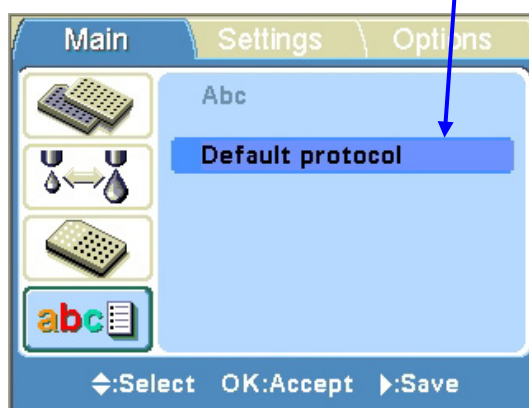 Main Settings Options
Abc
Default protocol
abc
:Select OK:Accept :Save